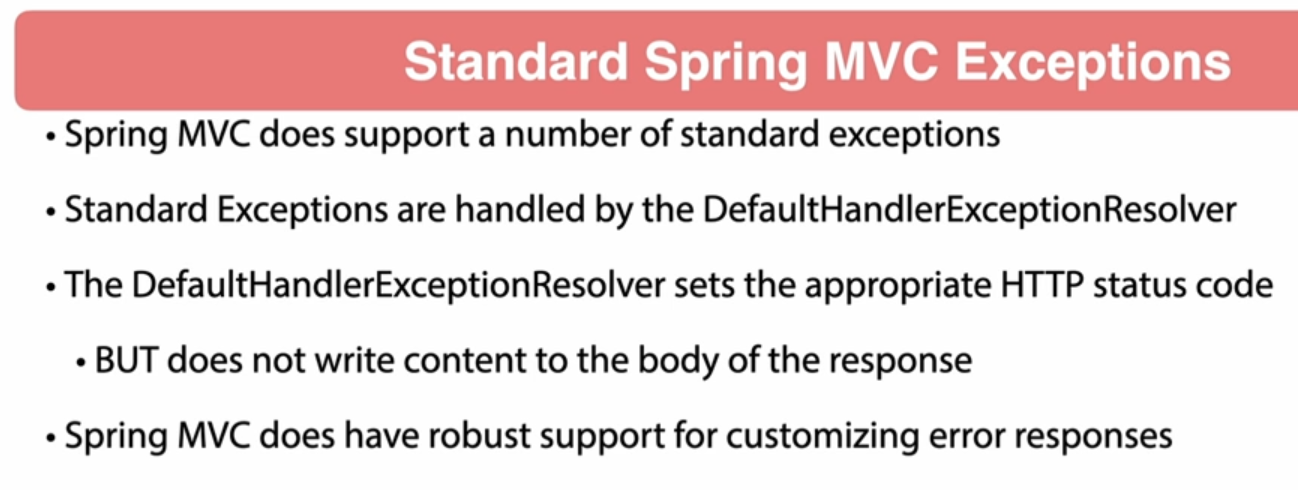 Standard Spring MVC Exceptions
• Spring MVC does support a number of standard exceptions
• Standard Exceptions are handled by the DefaultHandlerExceptionResolver
• The DefaultHandlerExceptionResolver sets the appropriate HTTP status code
• BUT does not write content to the body of the response
• Spring MVC does have robust support for customizing error responses